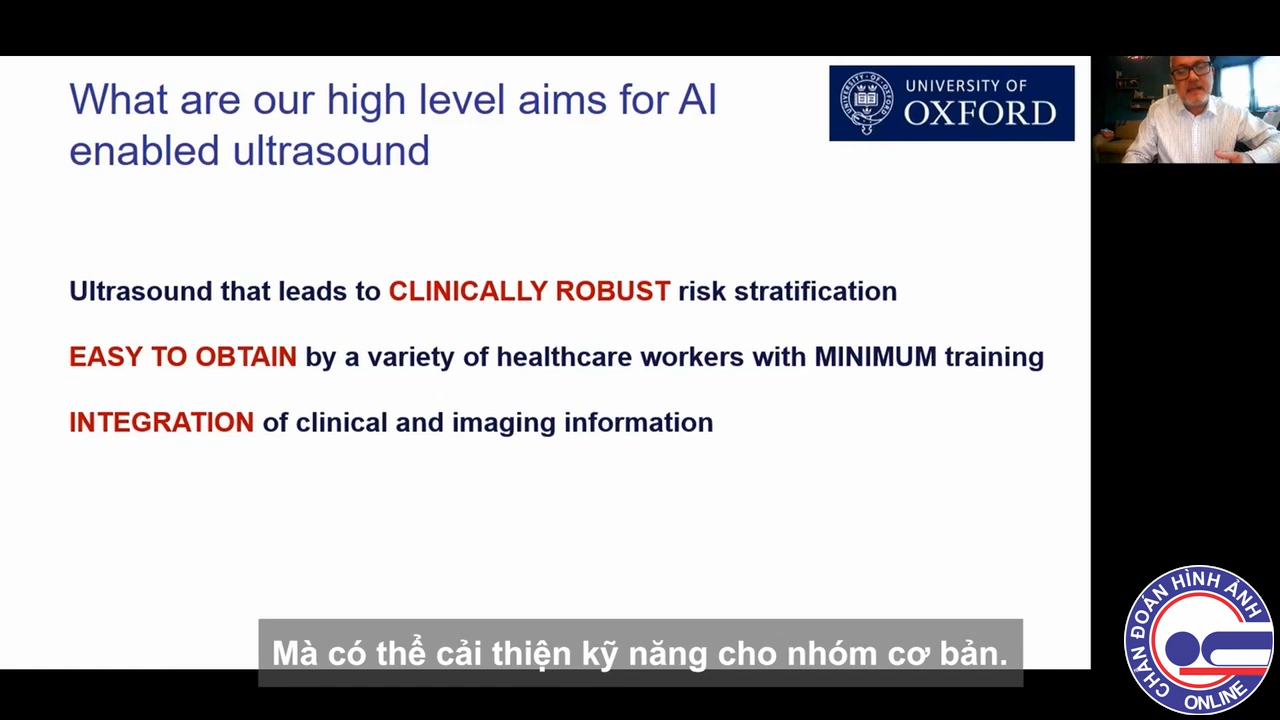 What are our high level aims for AI
enabled ultrasound
UNIVERSITY OF
OXFORD
Ultrasound that leads to CLINICALLY ROBUST risk stratification
EASY TO OBTAIN by a variety of healthcare workers with MINIMUM training
INTEGRATION of clinical and imaging information
Mà có thể cải thiện kỹ năng cho nhóm cơ bản.
CHẨN ĐOÁN HÌNH ẢNH
ONLINE